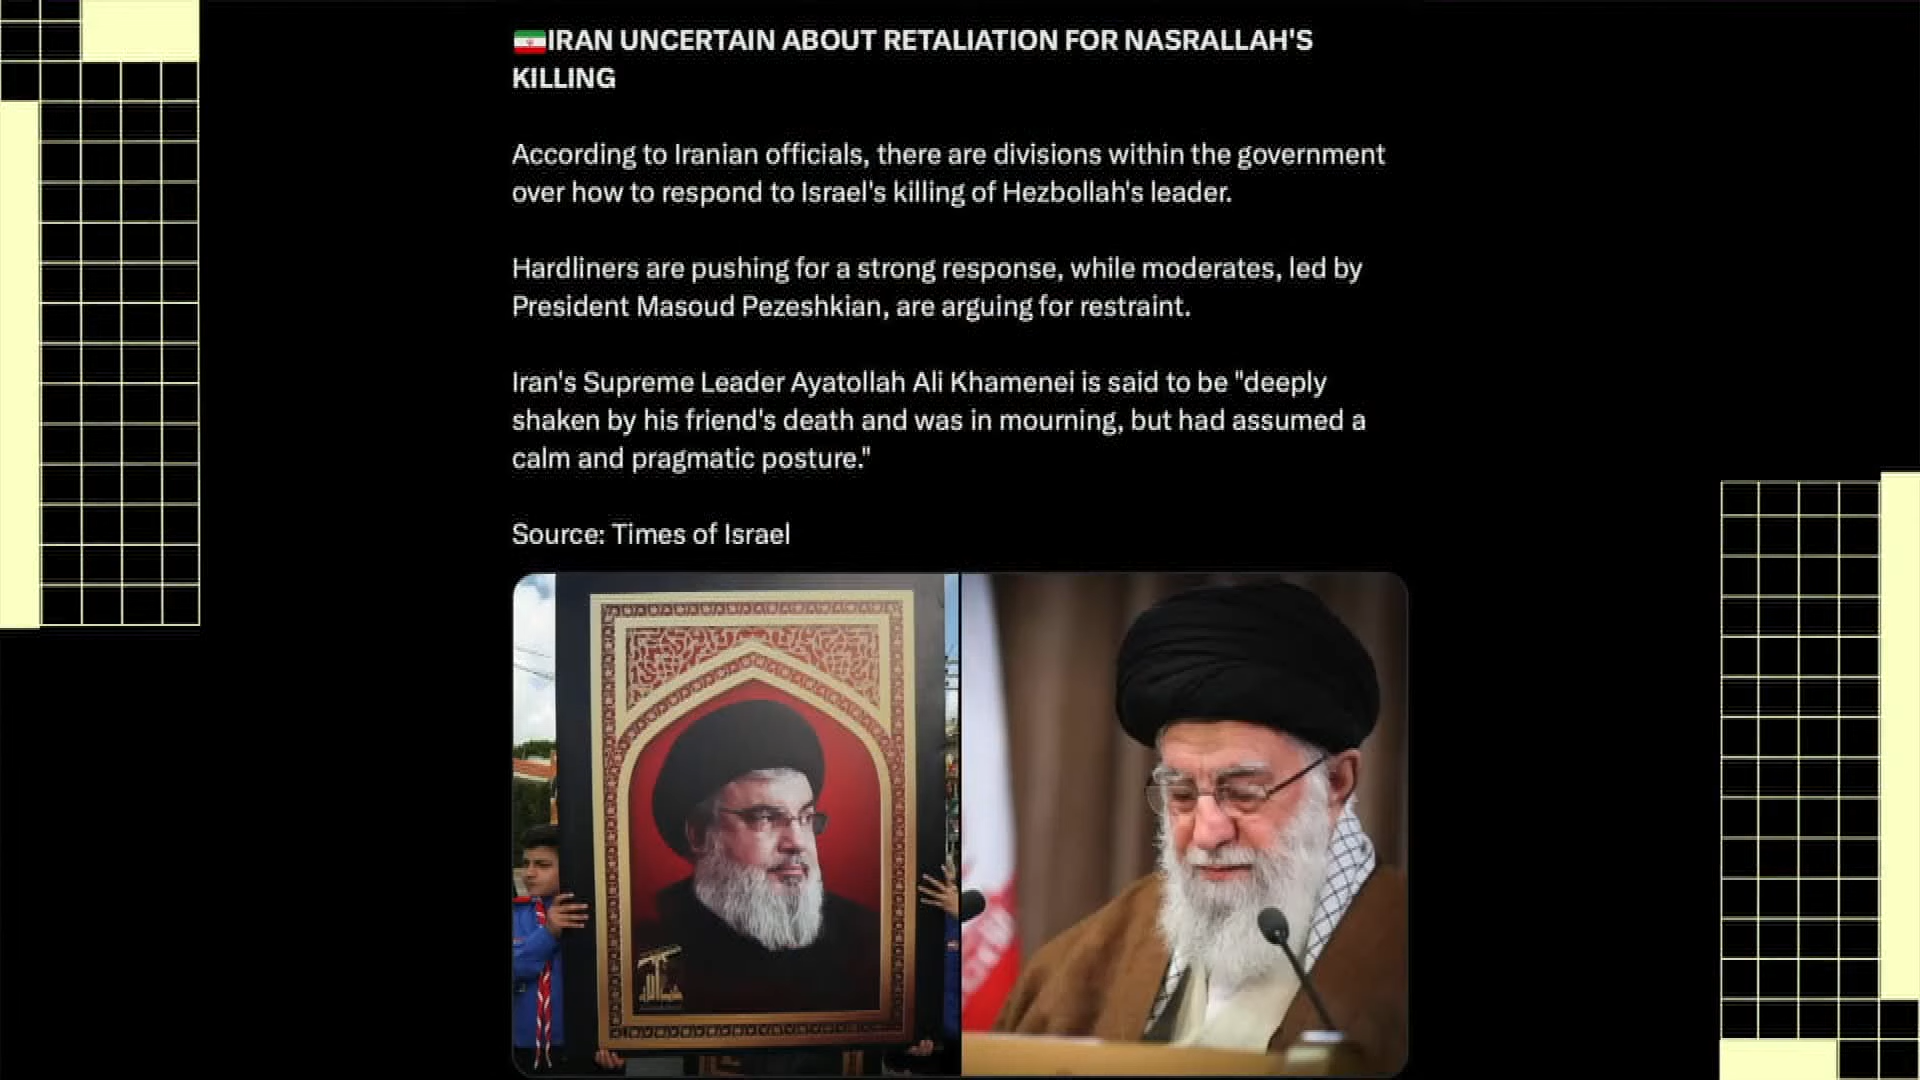 IRAN UNCERTAIN ABOUT RETALIATION FOR NASRALLAH'S
KILLING
According to Iranian officials, there are divisions within the government
over how to respond to Israel's killing of Hezbollah's leader.
Hardliners are pushing for a strong response, while moderates, led by
President Masoud Pezeshkian, are arguing for restraint.
Iran's Supreme Leader Ayatollah Ali Khamenei is said to be "deeply
shaken by his friend's death and was in mourning, but had assumed a
calm and pragmatic posture."
Source: Times of Israel